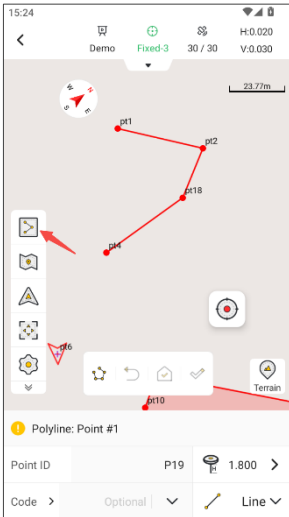 15:24
Demo
Fixed-3
30 / 30
H:0.020
V:0.030
23.77m
N
W
S
E
pt1
pt2
pt18
pt4
pt6
pt10
Terrain
Polyline: Point #1
Point ID
P19
1.800
Code
Optional
Line